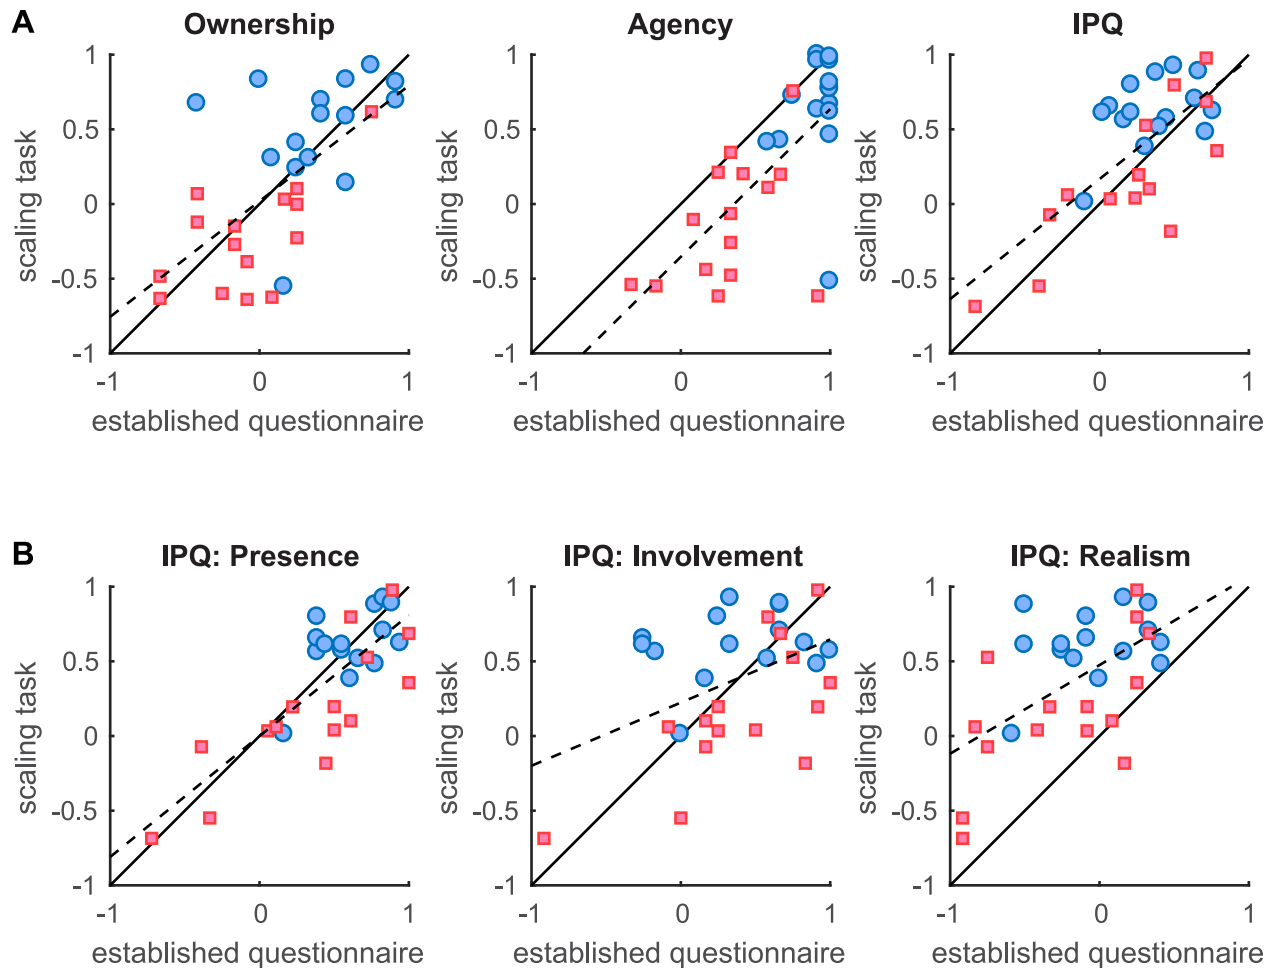 A
Ownership
Agency
IPQ
1
0.5
0
-0.5
-1
scaling task
-1
0
1
established questionnaire
1
0.5
0
-0.5
-1
scaling task
-1
0
1
established questionnaire
1
0.5
0
-0.5
-1
scaling task
-1
0
1
established questionnaire
B
IPQ: Presence
IPQ: Involvement
IPQ: Realism
1
0.5
0
-0.5
-1
scaling task
-1
0
1
established questionnaire
1
0.5
0
-0.5
-1
scaling task
-1
0
1
established questionnaire
1
0.5
0
-0.5
-1
scaling task
-1
0
1
established questionnaire